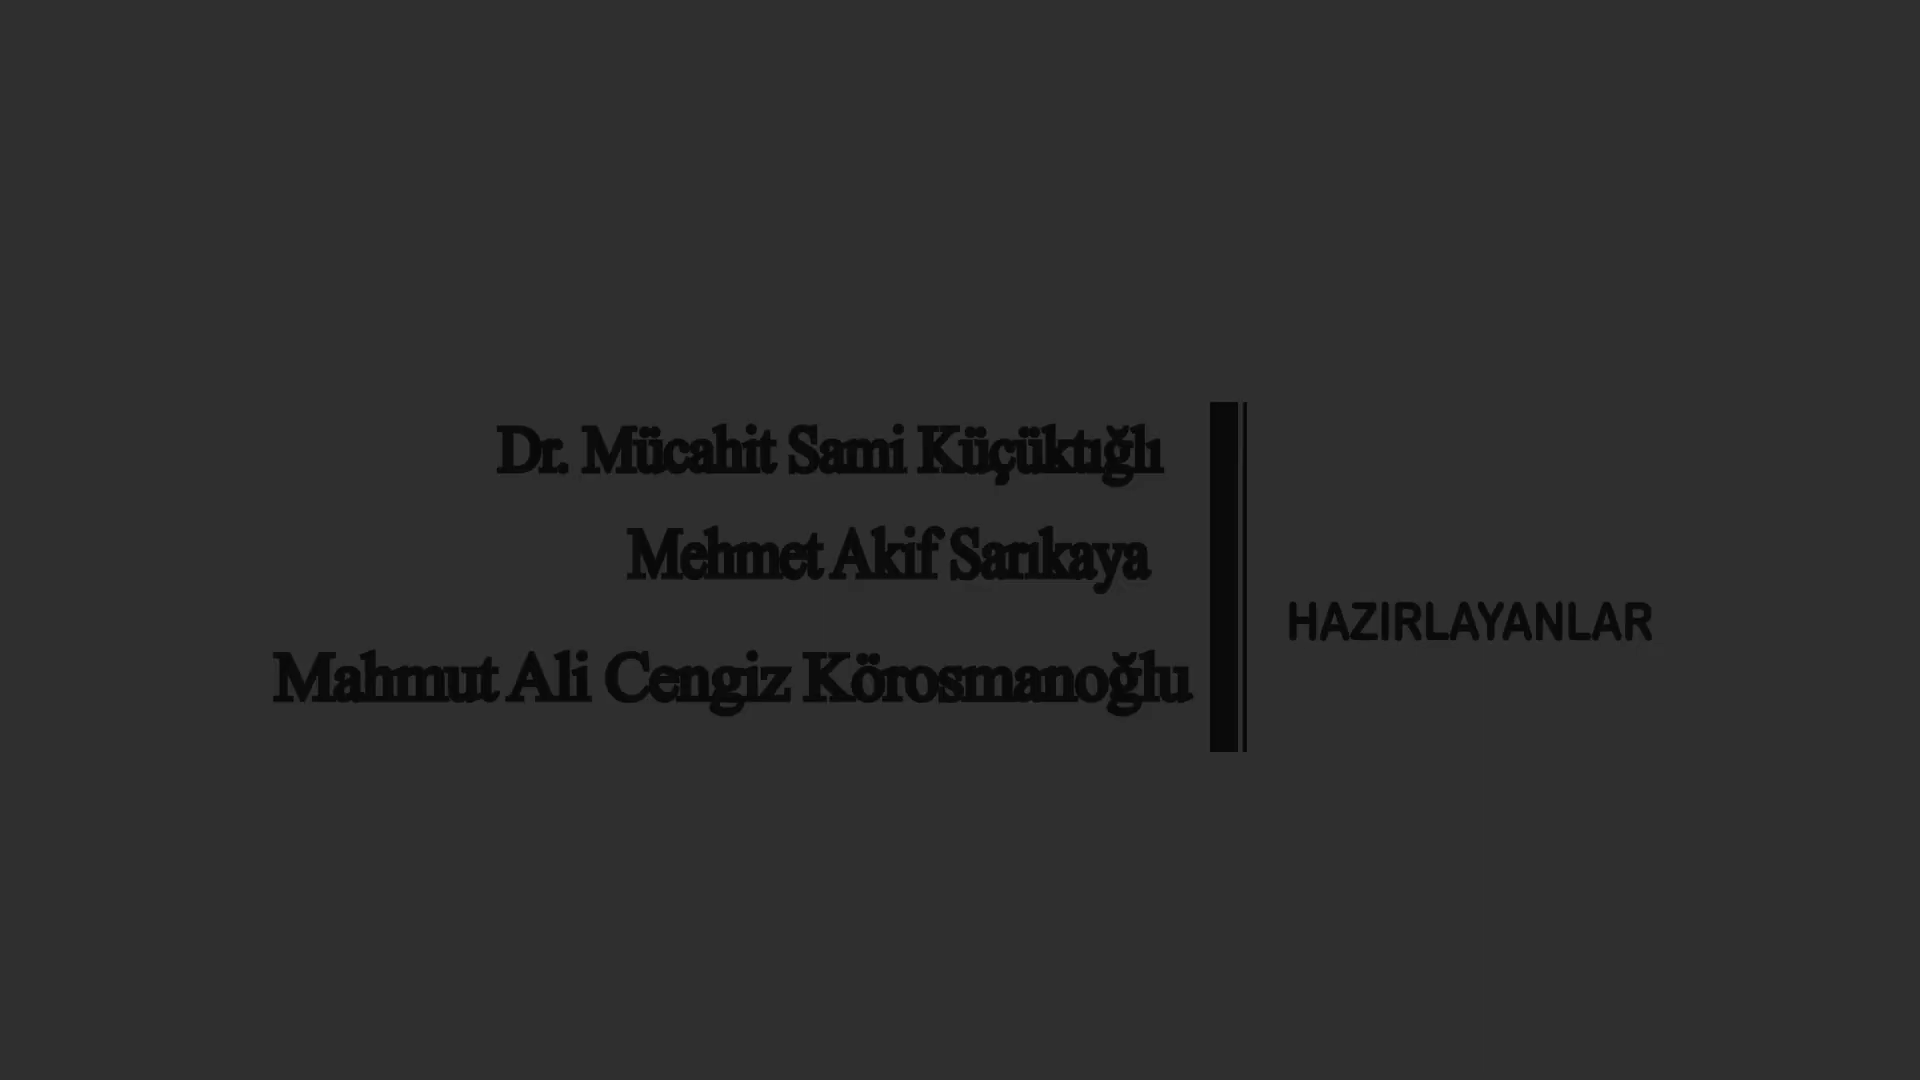 Dr. Mücahit Sami Küçüktığlı
Mehmet Akif Sarıkaya
Mahmut Ali Cengiz Körosmanoğlu
HAZIRLAYANLAR